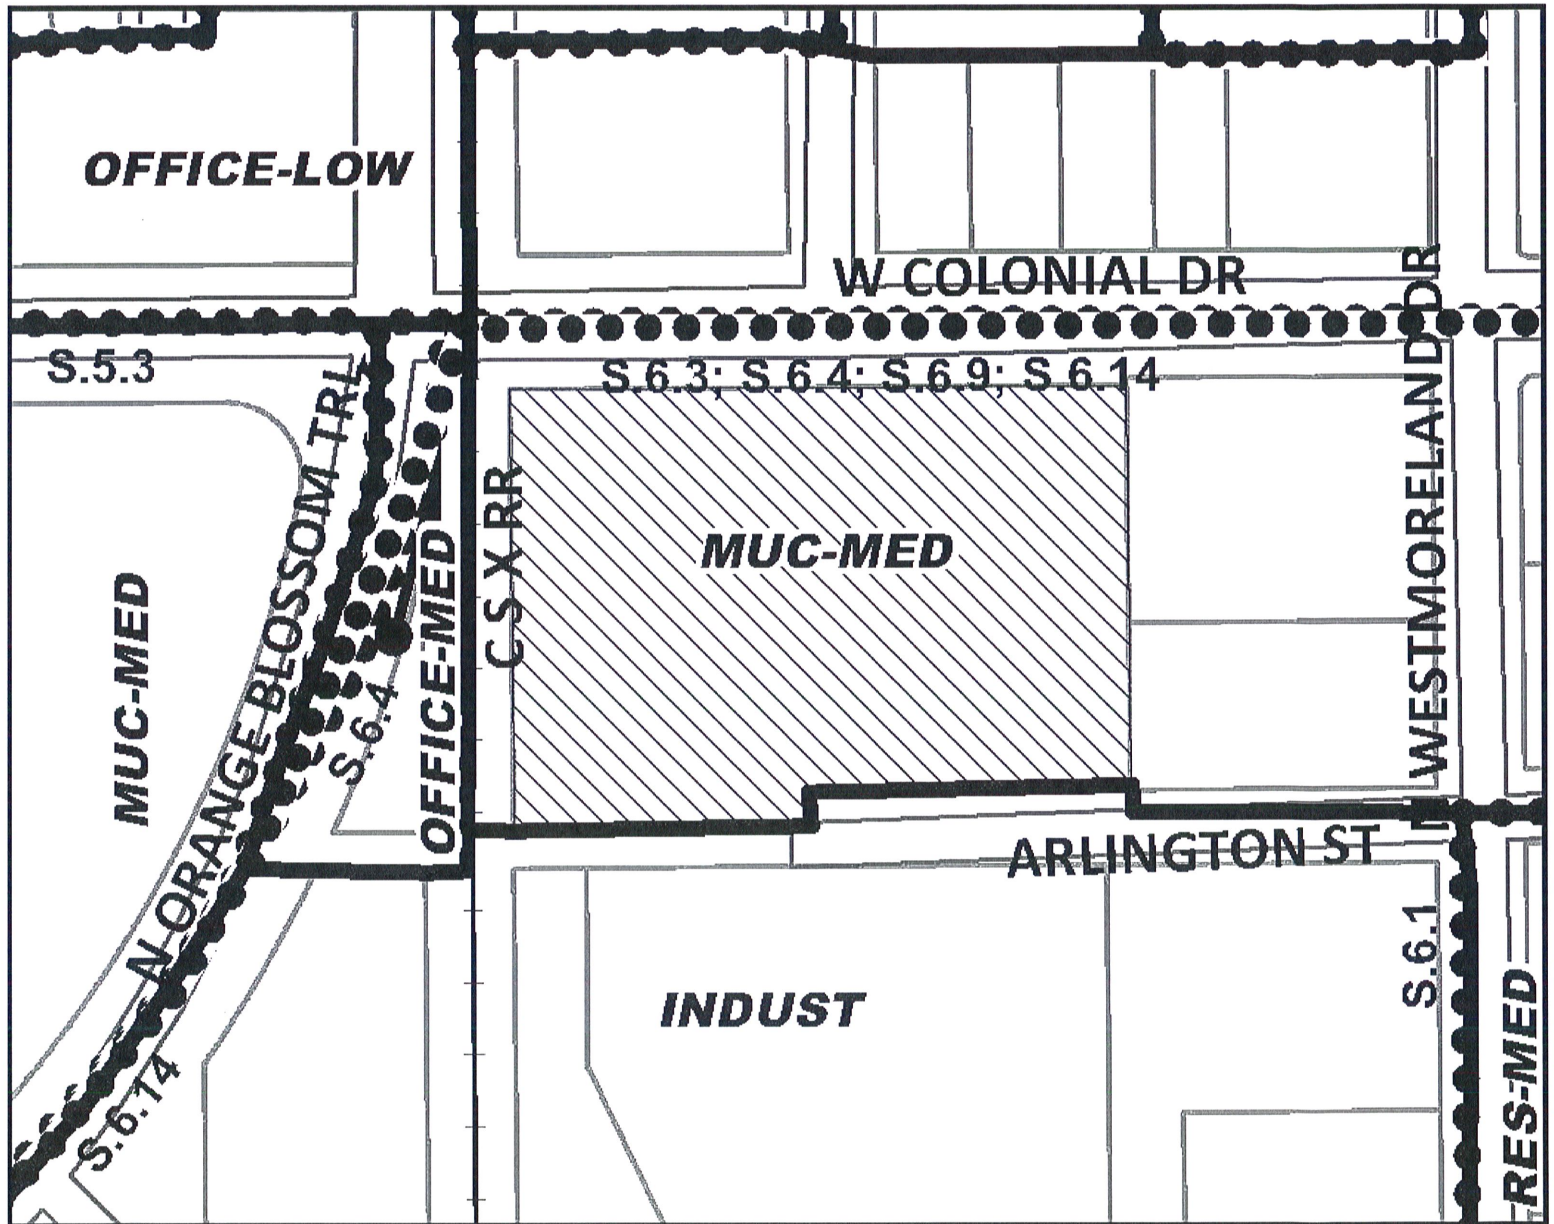 OFFICE-LOW
W COLONIAL DR
S.5.3
S.6.3; S.6.4; S.6.9; S.6.14
N ORANGE BLOSSOM TRL
MUC-MED
S.6.4
OFFICE-MED
C S X RR
MUC-MED
WESTMORELAND DR
ARLINGTON ST
S.6.14
INDUST
S.6.1
RES-MED